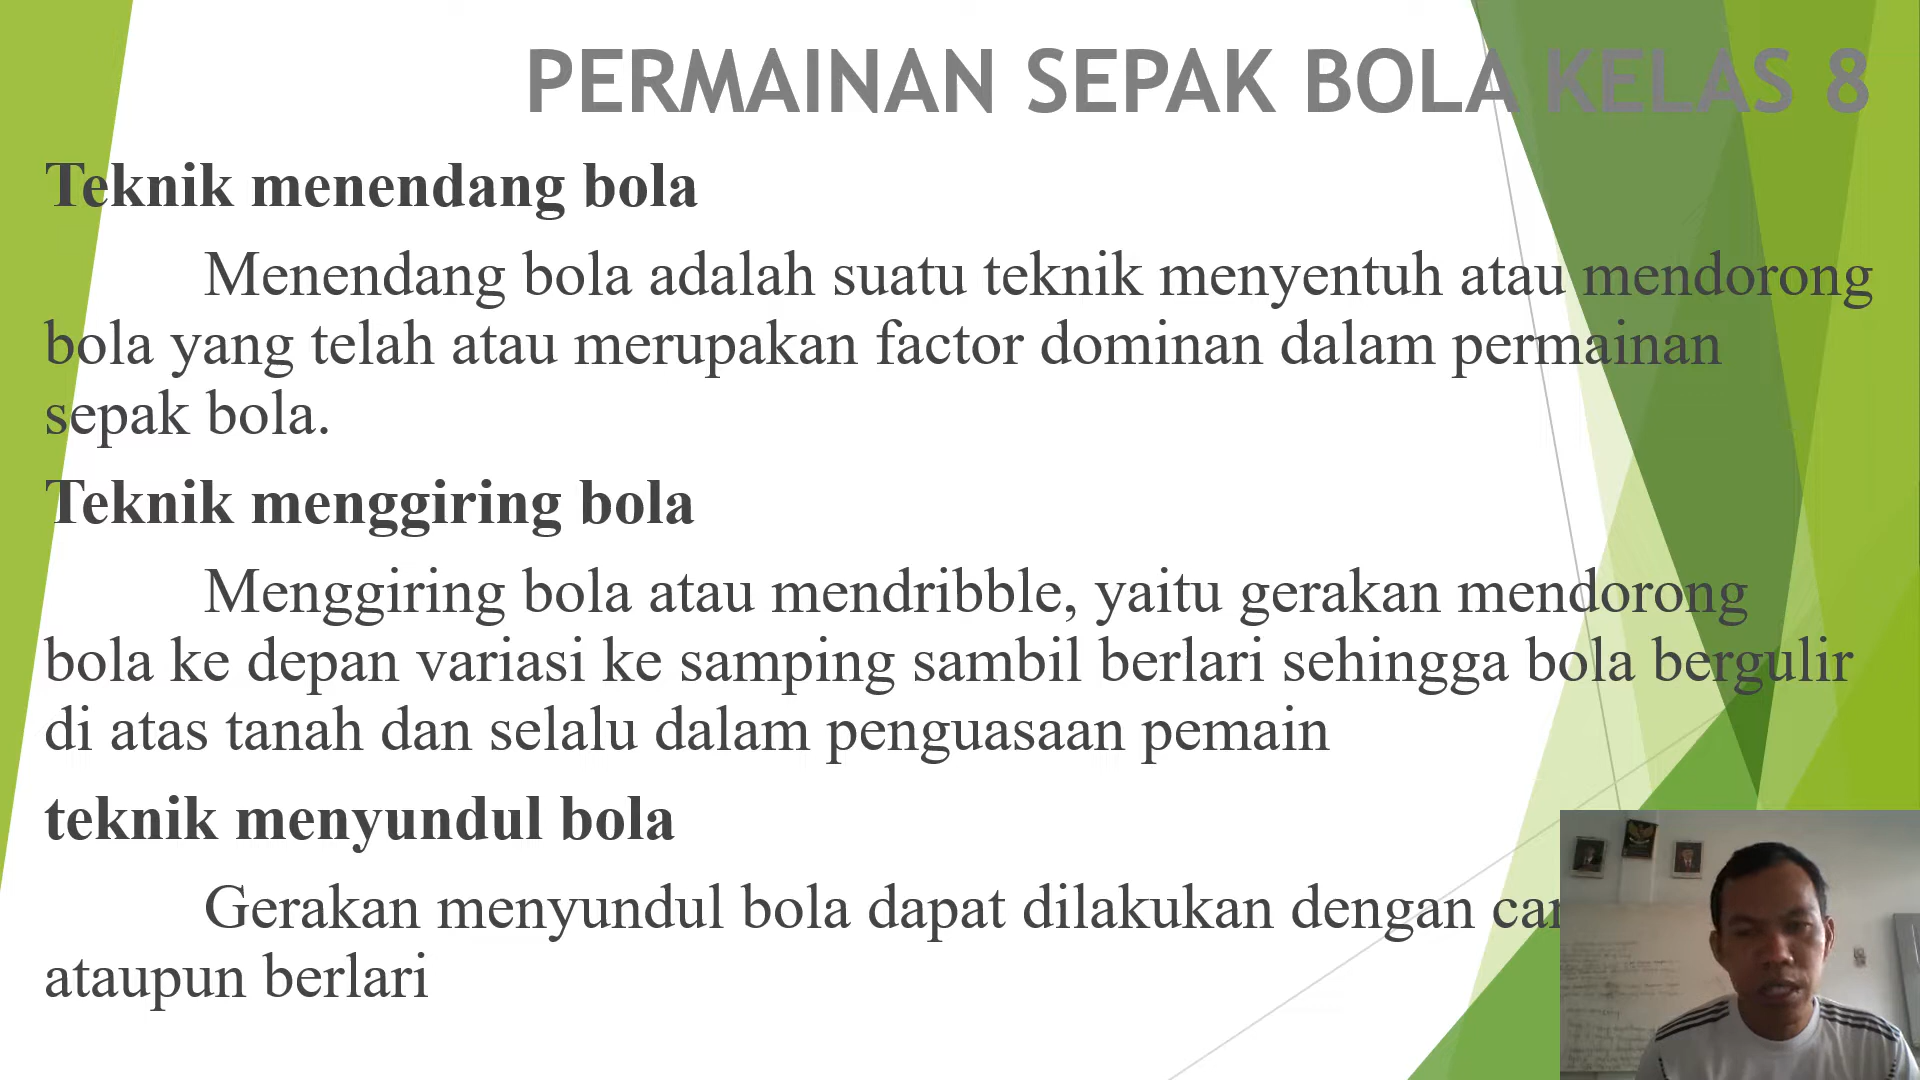 PERMAINAN SEPAK BOLA KELAS 8
Teknik menendang bola
Menendang bola adalah suatu teknik menyentuh atau mendorong
bola yang telah atau merupakan factor dominan dalam permainan
sepak bola.
Teknik menggiring bola
Menggiring bola atau mendribble, yaitu gerakan mendorong
bola ke depan variasi ke samping sambil berlari sehingga bola bergulir
di atas tanah dan selalu dalam penguasaan pemain
teknik menyundul bola
Gerakan menyundul bola dapat dilakukan dengan
ataupun berlari